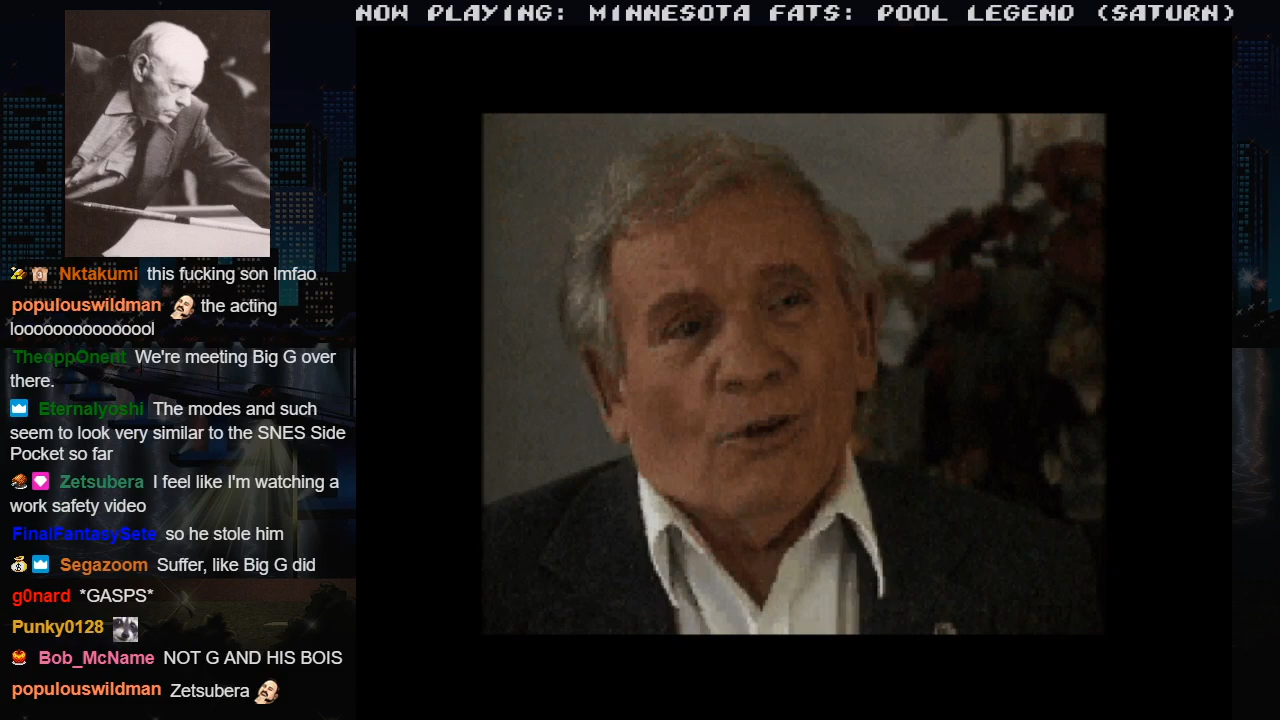 NOW PLAYING: MINNESOTA FATS: POOL LEGEND (SATURN)
Nktakumi this fucking son lmfao
populouswildman the acting
looooooooooooool
TheoppOnent We're meeting Big G over
there.
Eternalyoshi The modes and such
seem to look very similar to the SNES Side
Pocket so far
Zetsubera I feel like I'm watching a
work safety video
FinalFantasySete so he stole him
Segazoom Suffer, like Big G did
g0nard *GASPS*
Punky0128
Bob_McName NOT G AND HIS BOIS
populouswildman Zetsubera